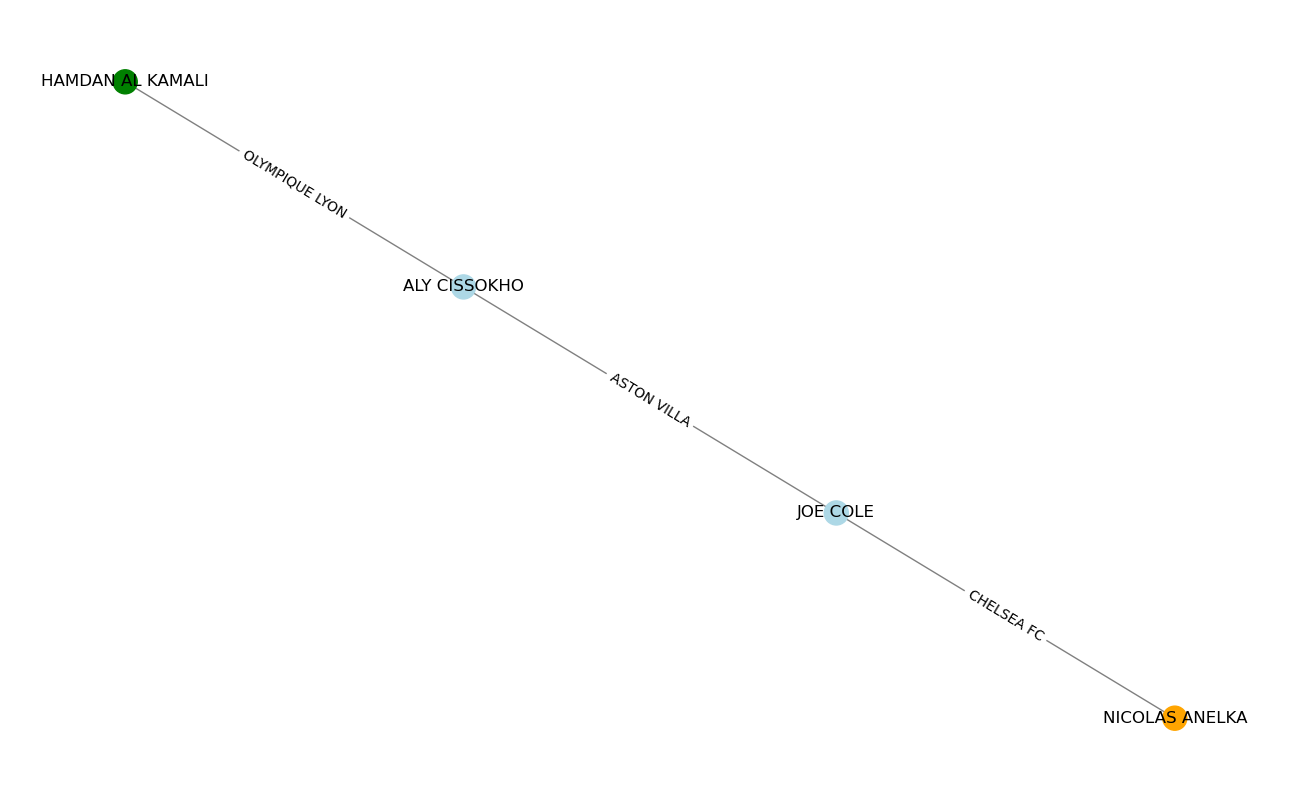 HAMDAN AL KAMALI
OLYMPIQUE LYON
ALY CISSOKHO
ASTON VILLA
JOE COLE
CHELSEA FC
NICOLAS ANELKA